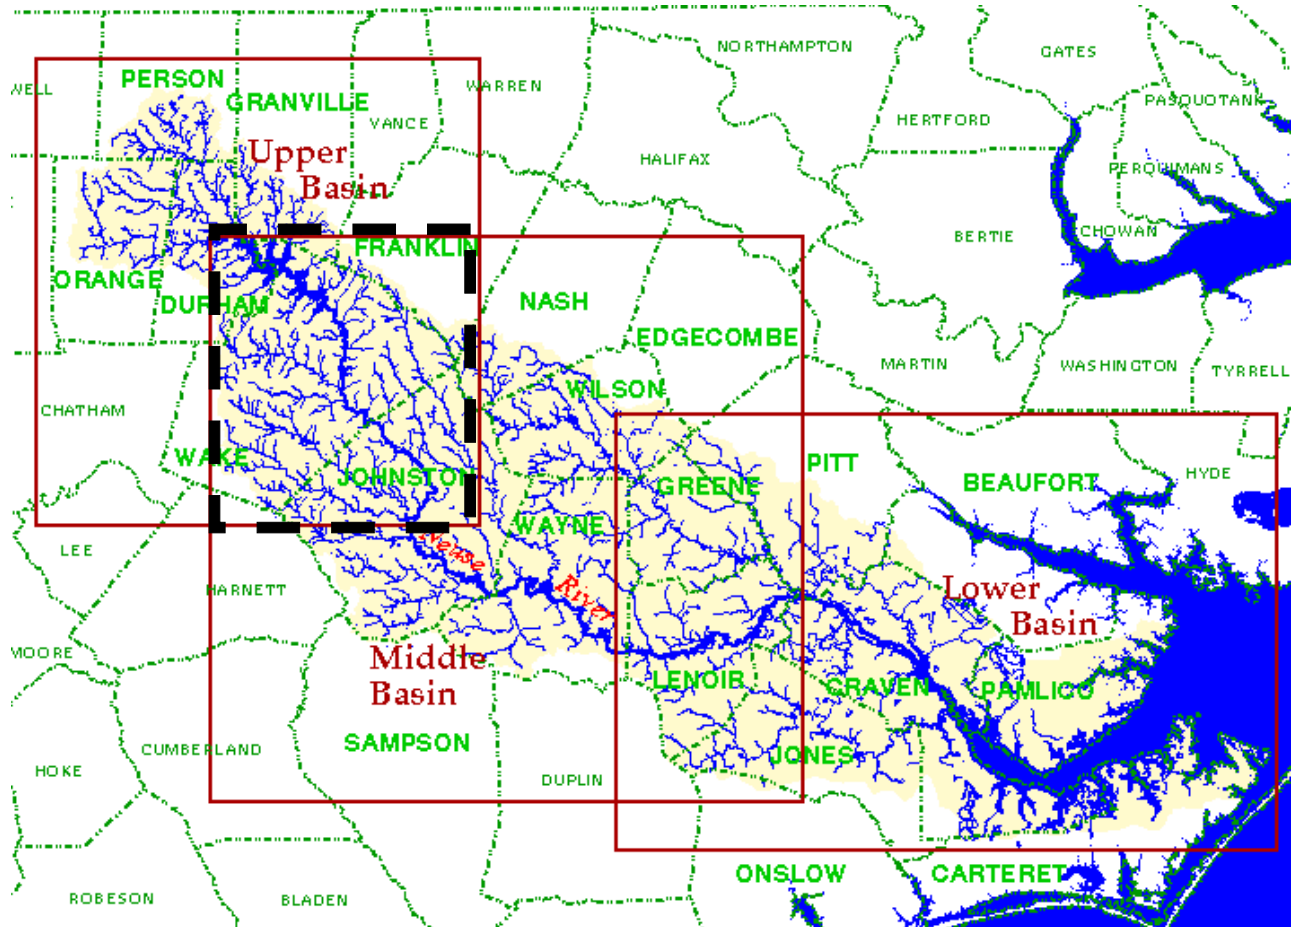 NORTHAMPTON
GATES
PERSON
WELL
WARREN
GRANVILLE
PASQUOTANK
VANCE
HERTFORD
Upper
Basin
HALIFAX
PERQUIMANS
BERTIE
CHOWAN
FRANKLIN
ORANGE
DURHAM
NASH
EDGECOMBE
MARTIN
WASHINGTON
TYRRELL
WILSON
CHATHAM
WAKE
PITT
JOHNSTON
GREENE
BEAUFORT
HYDE
WAYNE
LEE
Neuse
River
HARNETT
Lower
Basin
MOORE
Middle
Basin
LENOIR
CRAVEN
PAMLICO
SAMPSON
CUMBERLAND
JONES
HOKE
DUPLIN
ONSLOW
CARTERET
ROBESON
BLADEN